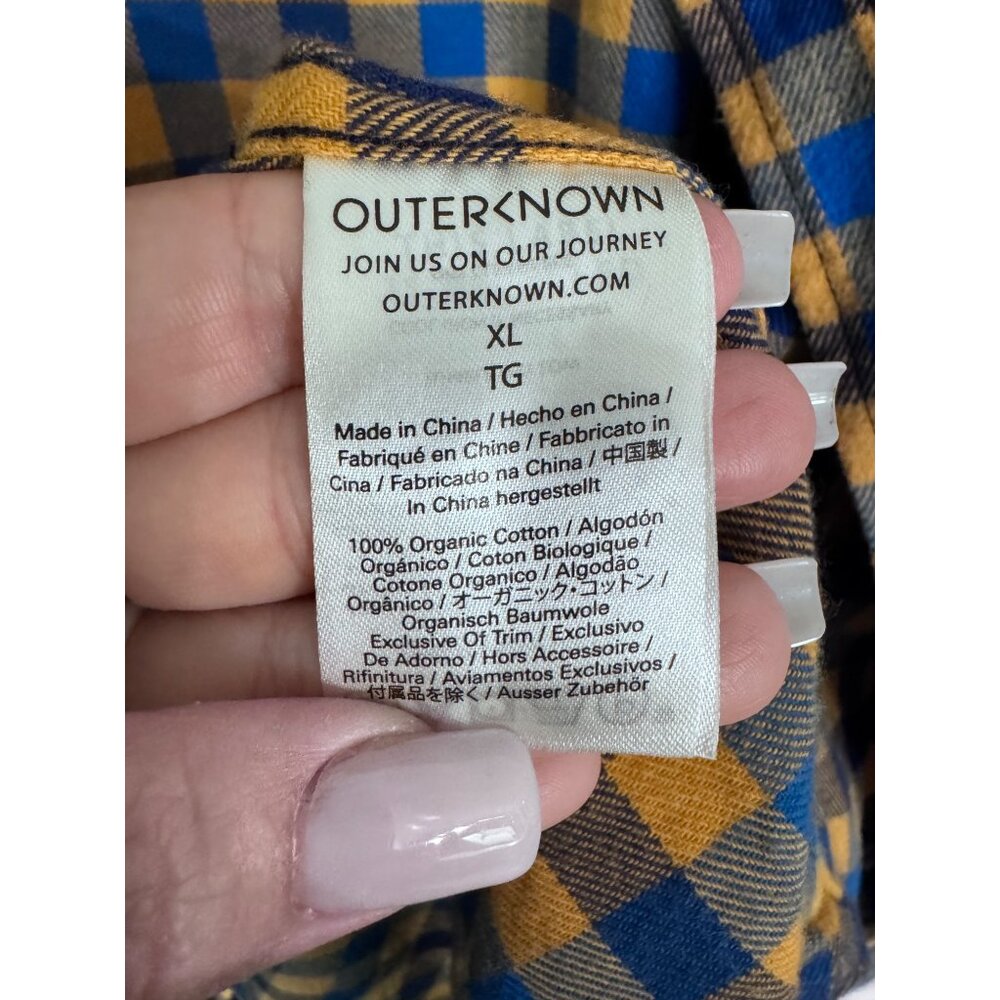 OUTERKNOWN
JOIN US ON OUR JOURNEY
OUTERKNOWN.COM
XL
TG
Made in China / Hecho en China /
Fabriqué en Chine / Fabbricato in
Cina / Fabricado na China / 中国製 /
In China hergestellt
100% Organic Cotton / Algodón
Orgánico / Coton Biologique /
Cotone Organico / Algodão
Orgânico / オーガニック・コットン /
Organisch Baumwole
Exclusive Of Trim / Exclusivo
De Adorno / Hors Accessoire /
Rifinitura / Aviamentos Exclusivos /
付属品を除く / Ausser Zubehör